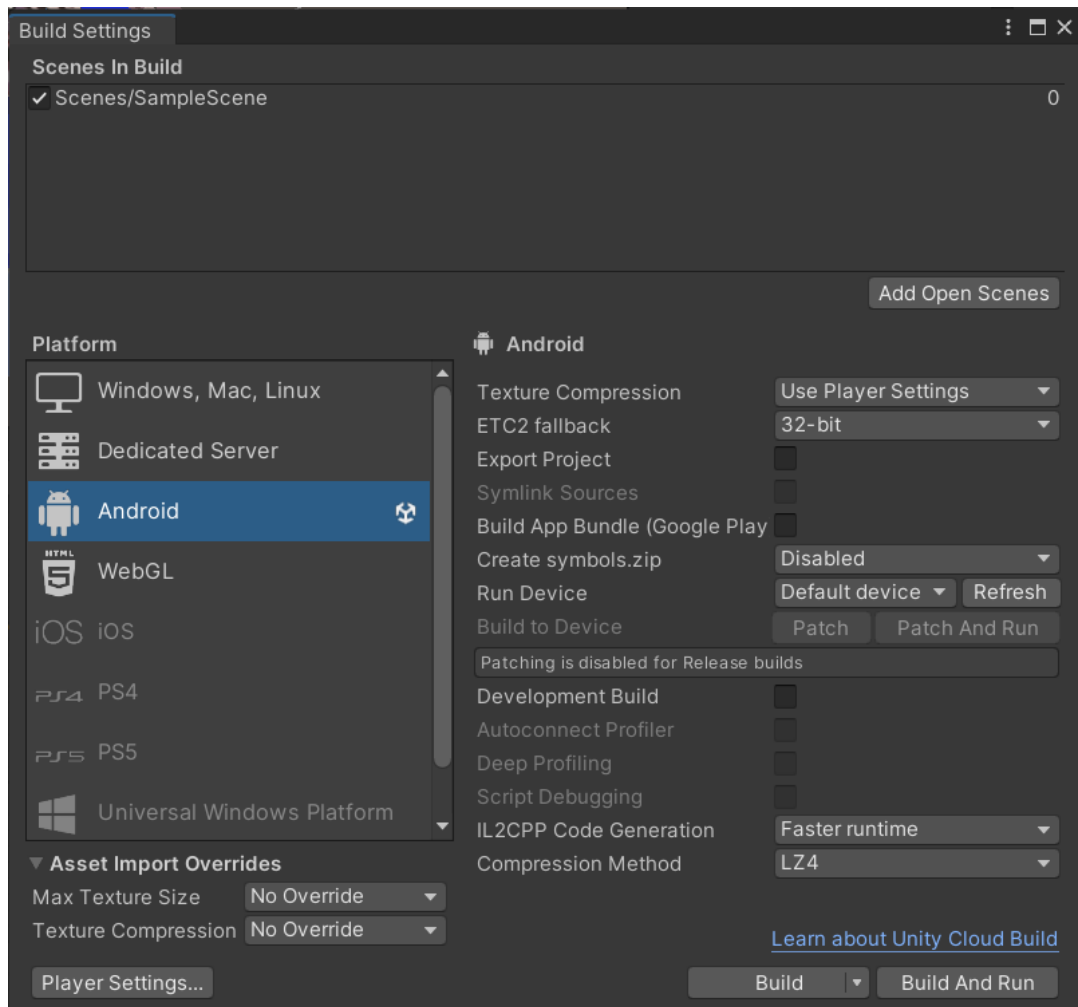 Build Settings
Scenes In Build
Scenes/SampleScene 0
Add Open Scenes
Platform
Windows, Mac, Linux
Dedicated Server
Android
HTML
WebGL
iOS iOS
PS4 PS4
PS5 PS5
Universal Windows Platform
Asset Import Overrides
Max Texture Size No Override
Texture Compression No Override
Player Settings...
Android
Texture Compression Use Player Settings
ETC2 fallback 32-bit
Export Project
Symlink Sources
Build App Bundle (Google Play
Create symbols.zip Disabled
Run Device Default device Refresh
Build to Device Patch Patch And Run
Patching is disabled for Release builds
Development Build
Autoconnect Profiler
Deep Profiling
Script Debugging
IL2CPP Code Generation Faster runtime
Compression Method LZ4
Learn about Unity Cloud Build
Build Build And Run